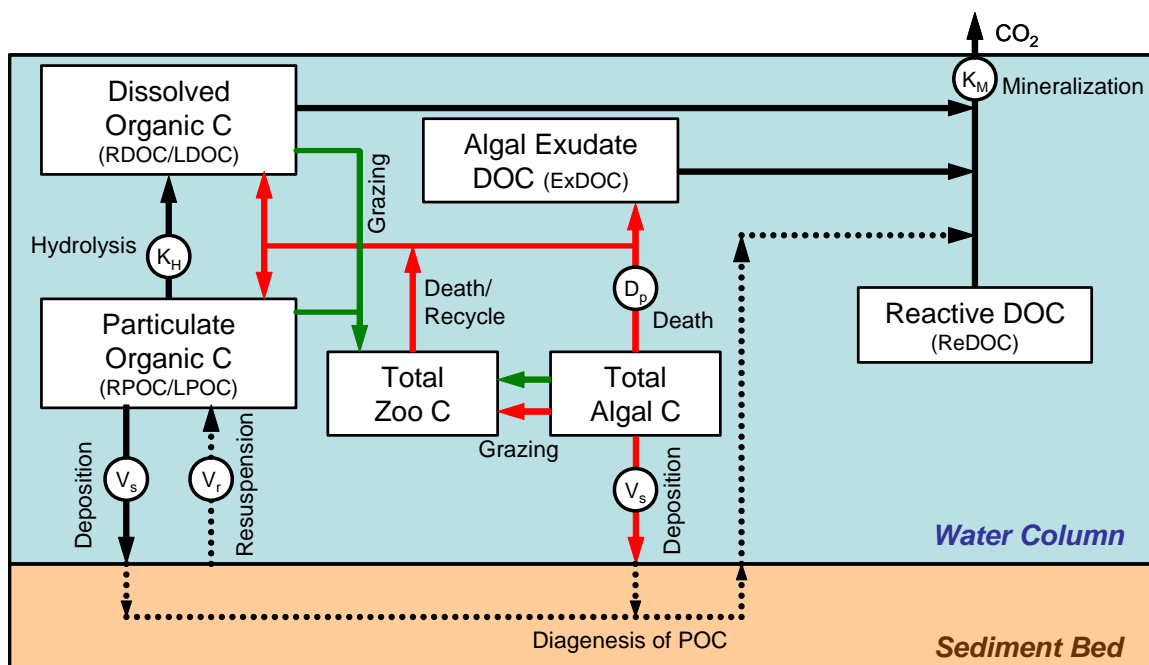 CO2
KM
Mineralization
Dissolved
Organic C
(RDOC/LDOC)
Algal Exudate
DOC (ExDOC)
Grazing
Hydrolysis
KH
Death/
Recycle
Dp
Death
Particulate
Organic C
(RPOC/LPOC)
Reactive DOC
(ReDOC)
Total
Zoo C
Total
Algal C
Grazing
Deposition
Vs
Vr
Resuspension
Vs
Deposition
Water Column
Diagenesis of POC
Sediment Bed